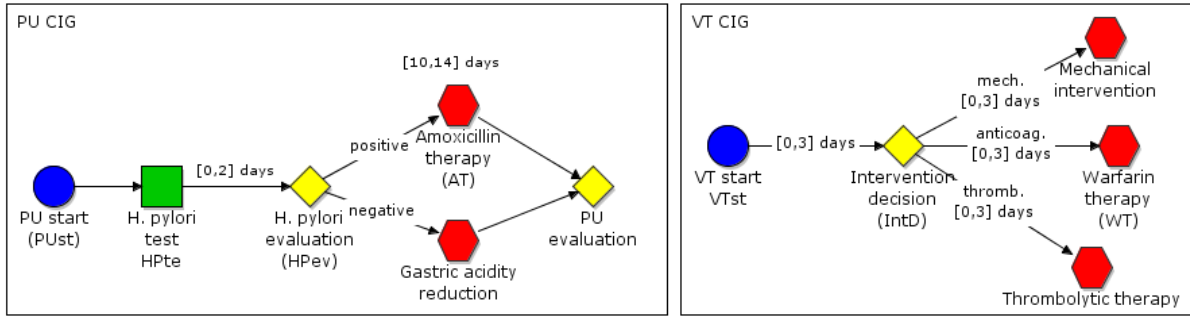 PU CIG
[10,14] days
positive
Amoxicillin
therapy
(AT)
[0,2] days
PU start
(PUst)
H. pylori
test
HPte
H. pylori
evaluation
(HPev)
negative
Gastric acidity
reduction
PU
evaluation
VT CIG
mech.
[0,3] days
Mechanical
intervention
[0,3] days
anticoag.
[0,3] days
VT start
VTst
Intervention
decision
(IntD)
Warfarin
therapy
(WT)
thromb.
[0,3] days
Thrombolytic therapy